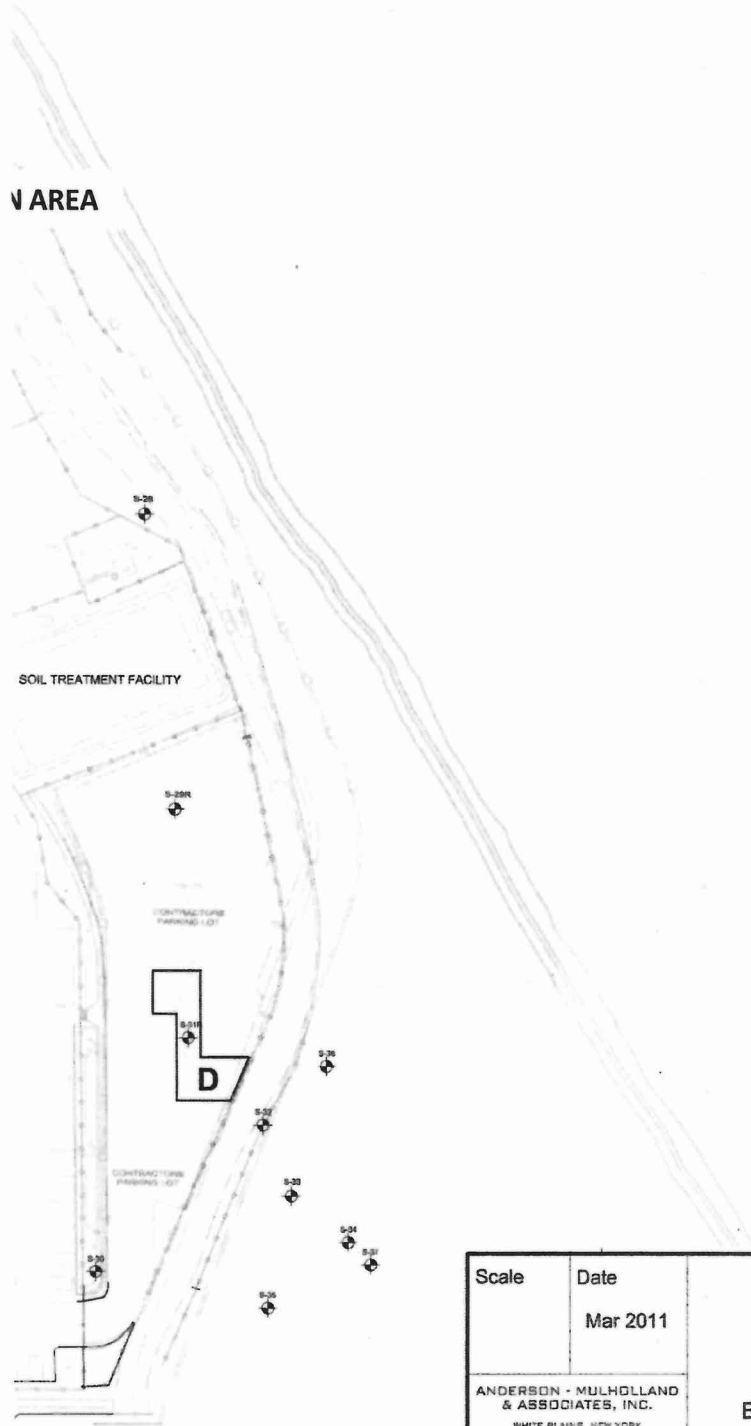 N AREA
S-28
SOIL TREATMENT FACILITY
S-29R
CONTRACTORS
PARKING LOT
S-31R
D
S-36
S-32
CONTRACTORS
PARKING LOT
S-33
S-34
S-30
S-35
Scale
Date
Mar 2011
ANDERSON - MULHOLLAND
& ASSOCIATES, INC.
WHITE PLAINS, NEW YORK